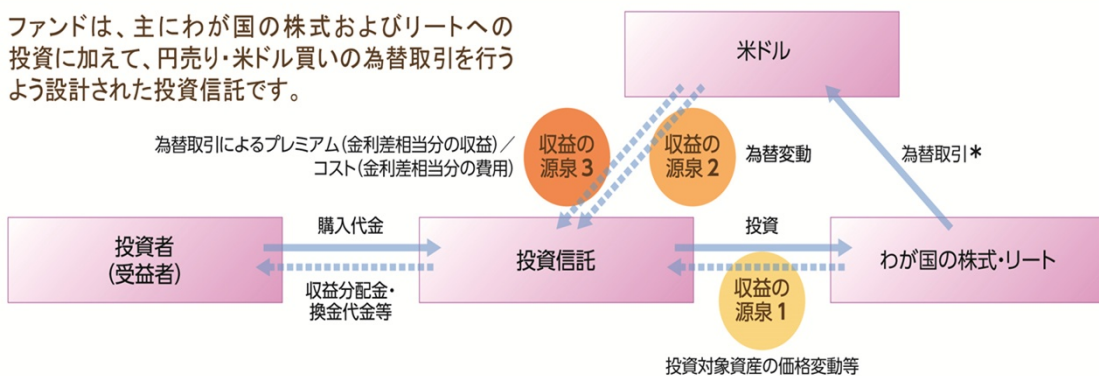 ファンドは、主にわが国の株式およびリートへの
投資に加えて、円売り・米ドル買いの為替取引を行う
よう設計された投資信託です。
米ドル
為替取引によるプレミアム(金利差相当分の収益)／
コスト(金利差相当分の費用)
収益の
源泉3
収益の
源泉2
為替変動
為替取引＊
投資者
(受益者)
購入代金
収益分配金・
換金代金等
投資信託
投資
収益の
源泉1
投資対象資産の価格変動等
わが国の株式・リート